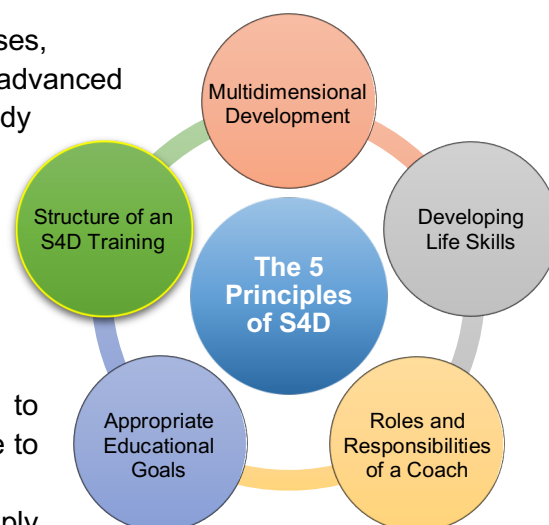 ses,
advanced
dy
to
e to
ply
Multidimensional
Development
Developing
Life Skills
Roles and
Responsibilities
of a Coach
Appropriate
Educational
Goals
Structure of an
S4D Training
The 5
Principles
of S4D